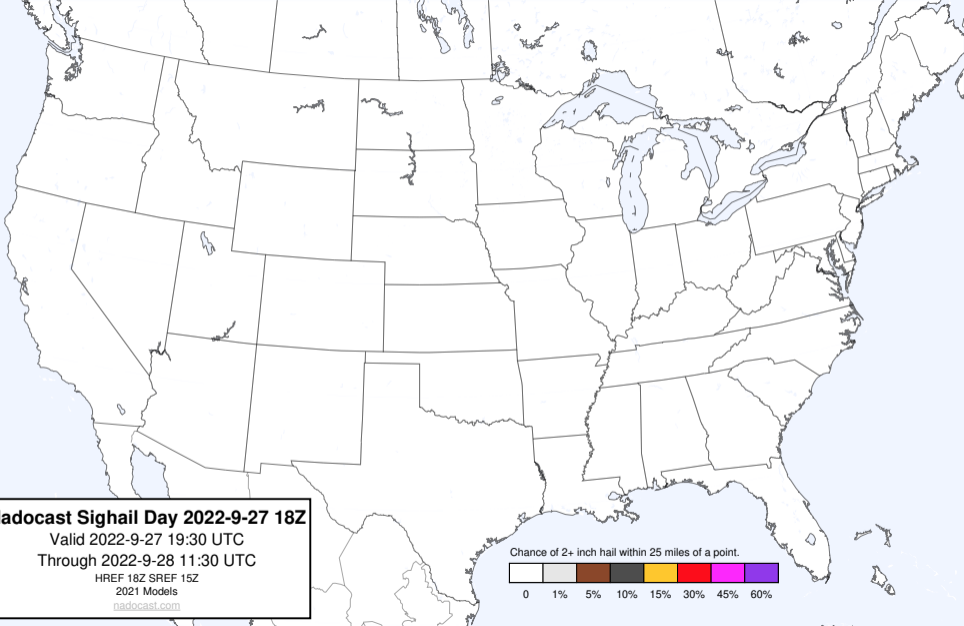 adocast Sighail Day 2022-9-27 18Z
Valid 2022-9-27 19:30 UTC
Through 2022-9-28 11:30 UTC
HREF 18Z SREF 15Z
2021 Models
nadocast.com
Chance of 2+ inch hail within 25 miles of a point.
0 1% 5% 10% 15% 30% 45% 60%